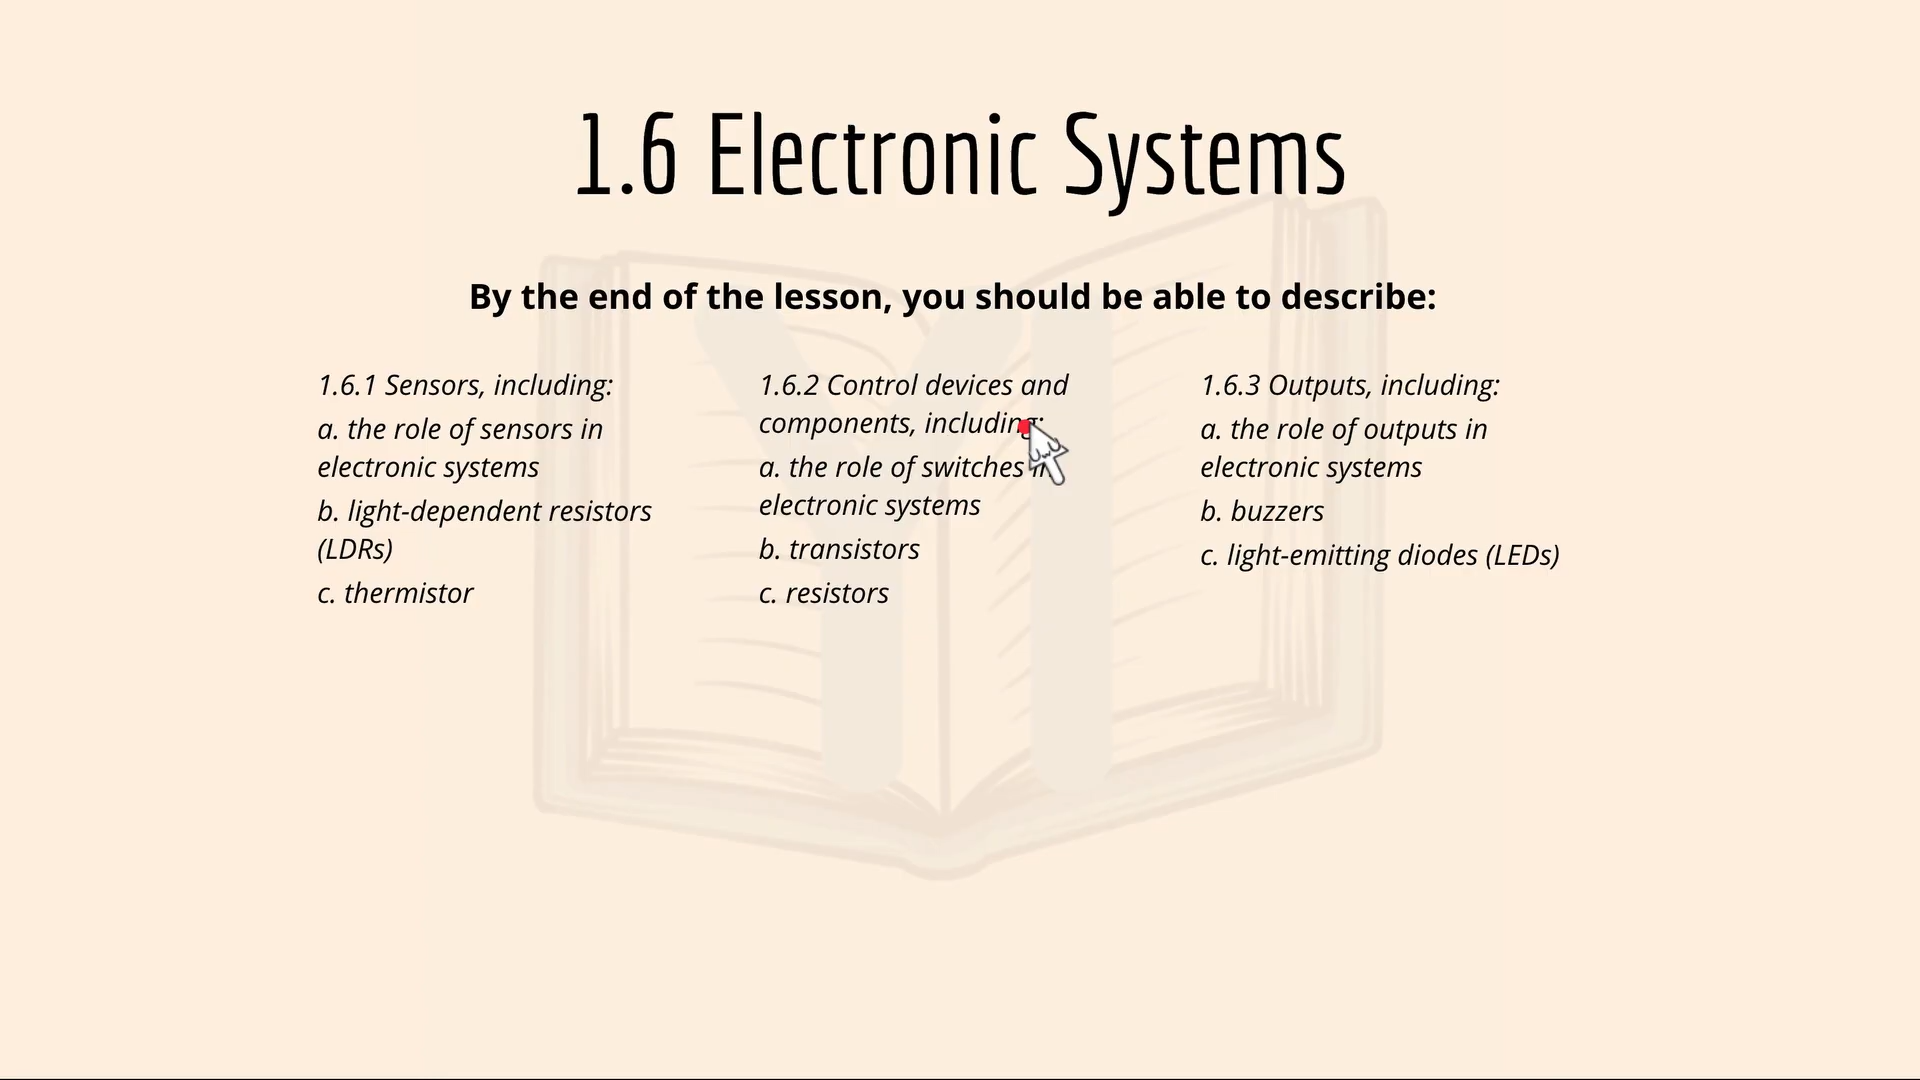 1.6 Electronic Systems
By the end of the lesson, you should be able to describe:
1.6.1 Sensors, including:
a. the role of sensors in
electronic systems
b. light-dependent resistors
(LDRs)
c. thermistor
1.6.2 Control devices and
components, including:
a. the role of switches in
electronic systems
b. transistors
c. resistors
1.6.3 Outputs, including:
a. the role of outputs in
electronic systems
b. buzzers
c. light-emitting diodes (LEDs)